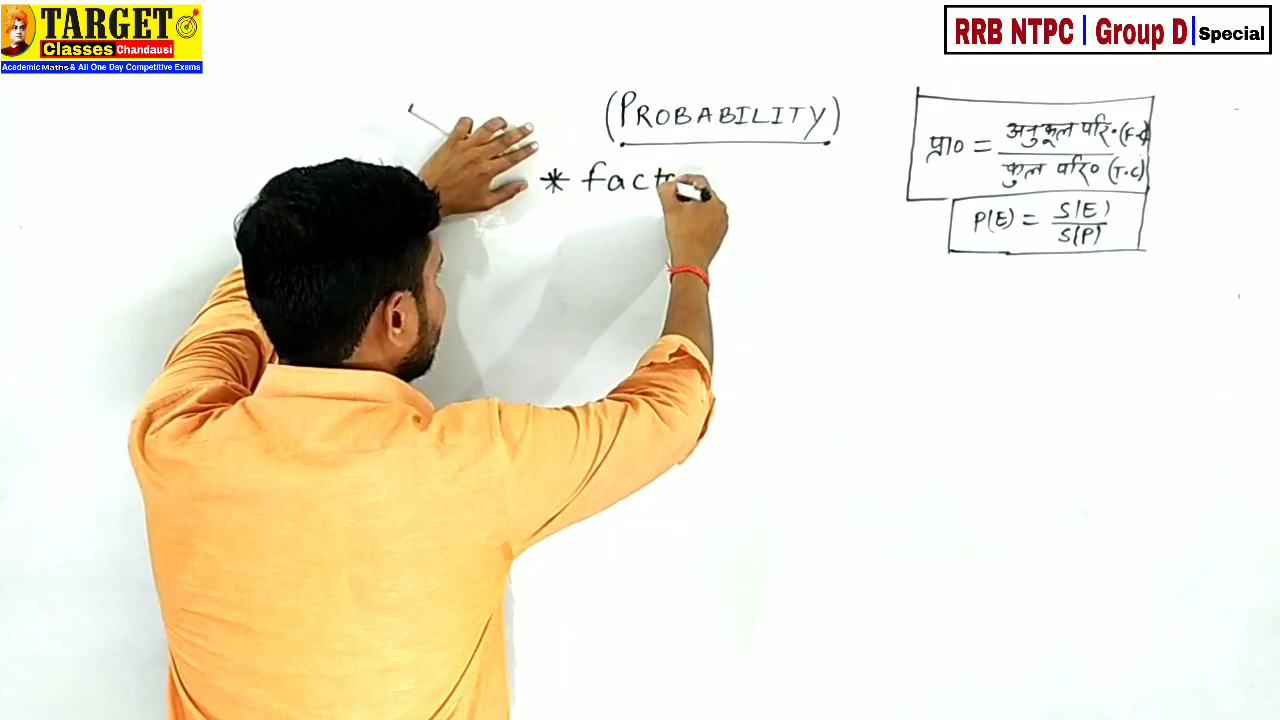 TARGET
Classes Chandausi
Academic Maths & All One Day Competitive Exams
RRB NTPC | Group D | Special
(PROBABILITY)
* fact
प्रा० = अनुकूल परि० (F.C)
कुल परि० (T.C)
P(E) = S(E)
S(P)